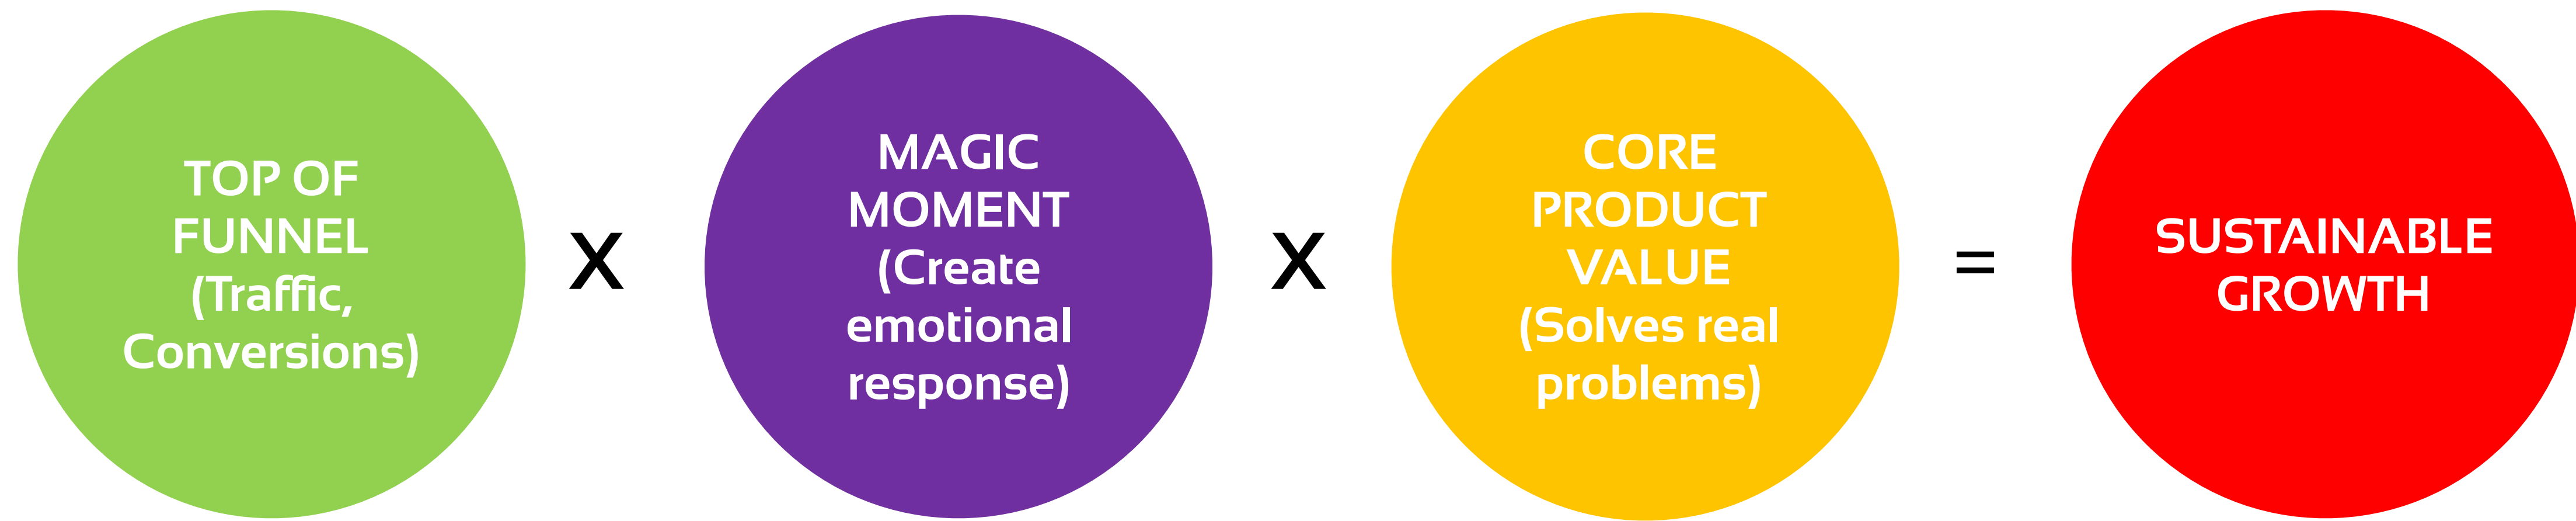 TOP OF
FUNNEL
(Traffic,
Conversions)
X
MAGIC
MOMENT
(Create
emotional
response)
X
CORE
PRODUCT
VALUE
(Solves real
problems)
=
SUSTAINABLE
GROWTH